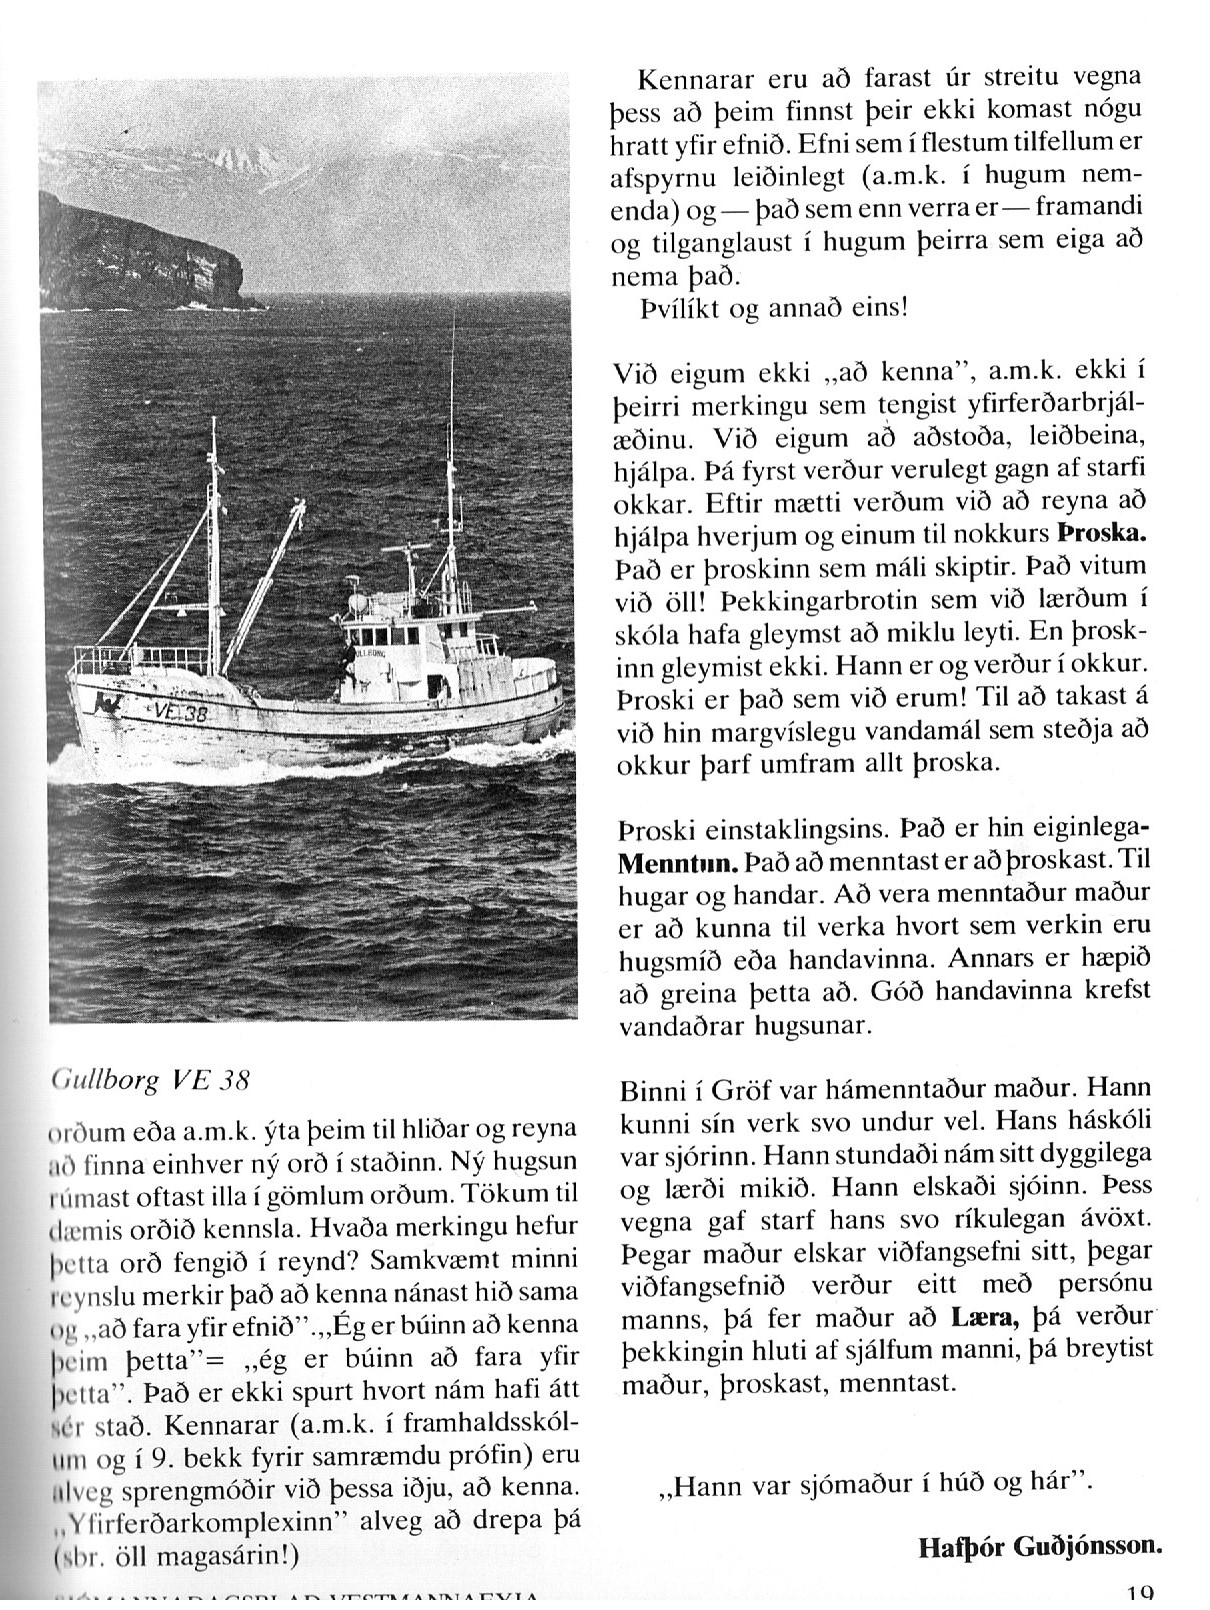 VE 38
Gullborg VE 38
orðum eða a.m.k. ýta þeim til hliðar og reyna
að finna einhver ný orð í staðinn. Ný hugsun
rúmast oftast illa í gömlum orðum. Tökum til
dæmis orðið kennsla. Hvaða merkingu hefur
þetta orð fengið í reynd? Samkvæmt minni
reynslu merkir það að kenna nánast hið sama
og „að fara yfir efnið”. „Ég er búinn að kenna
þeim þetta”= „ég er búinn að fara yfir
þetta”. Það er ekki spurt hvort nám hafi átt
sér stað. Kennarar (a.m.k. í framhaldsskól-
um og í 9. bekk fyrir samræmdu prófin) eru
alveg sprengmóðir við þessa iðju, að kenna.
„Yfirferðarkomplexinn” alveg að drepa þá
(sbr. öll magasárin!)
Kennarar eru að farast úr streitu vegna
þess að þeim finnst þeir ekki komast nógu
hratt yfir efnið. Efni sem í flestum tilfellum er
afspyrnu leiðinlegt (a.m.k. í hugum nem-
enda) og — það sem enn verra er — framandi
og tilganglaust í hugum þeirra sem eiga að
nema það.
Þvílíkt og annað eins!
Við eigum ekki „að kenna”, a.m.k. ekki í
þeirri merkingu sem tengist yfirferðarbrjál-
æðinu. Við eigum að aðstoða, leiðbeina,
hjálpa. Þá fyrst verður verulegt gagn af starfi
okkar. Eftir mætti verðum við að reyna að
hjálpa hverjum og einum til nokkurs Þroska.
Það er þroskinn sem máli skiptir. Það vitum
við öll! Þekkingarbrotin sem við lærðum í
skóla hafa gleymst að miklu leyti. En þrosk-
inn gleymist ekki. Hann er og verður í okkur.
Þroski er það sem við erum! Til að takast á
við hin margvíslegu vandamál sem steðja að
okkur þarf umfram allt þroska.
Þroski einstaklingsins. Það er hin eiginlega-
Menntun. Það að menntast er að þroskast. Til
hugar og handar. Að vera menntaður maður
er að kunna til verka hvort sem verkin eru
hugsmíð eða handavinna. Annars er hæpið
að greina þetta að. Góð handavinna krefst
vandaðrar hugsunar.
Binni í Gröf var hámenntaður maður. Hann
kunni sín verk svo undur vel. Hans háskóli
var sjórinn. Hann stundaði nám sitt dyggilega
og lærði mikið. Hann elskaði sjóinn. Þess
vegna gaf starf hans svo ríkulegan ávöxt.
Þegar maður elskar viðfangsefni sitt, þegar
viðfangsefnið verður eitt með persónu
manns, þá fer maður að Læra, þá verður
þekkingin hluti af sjálfum manni, þá breytist
maður, þroskast, menntast.
„Hann var sjómaður í húð og hár”.
Hafþór Guðjónsson.
SJÓMANNADAGSBLAÐ VESTMANNAEYJA
19